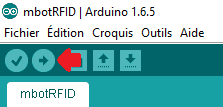 mbotRFID | Arduino 1.6.5
Fichier Édition Croquis Outils Aide
mbotRFID